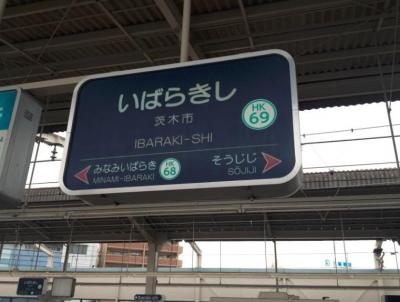 いばらきし
HK
69
茨木市
IBARAKI-SHI
みなみいばらき
MINAMI-IBARAKI
HK
68
そうじじ
SŌJIJI